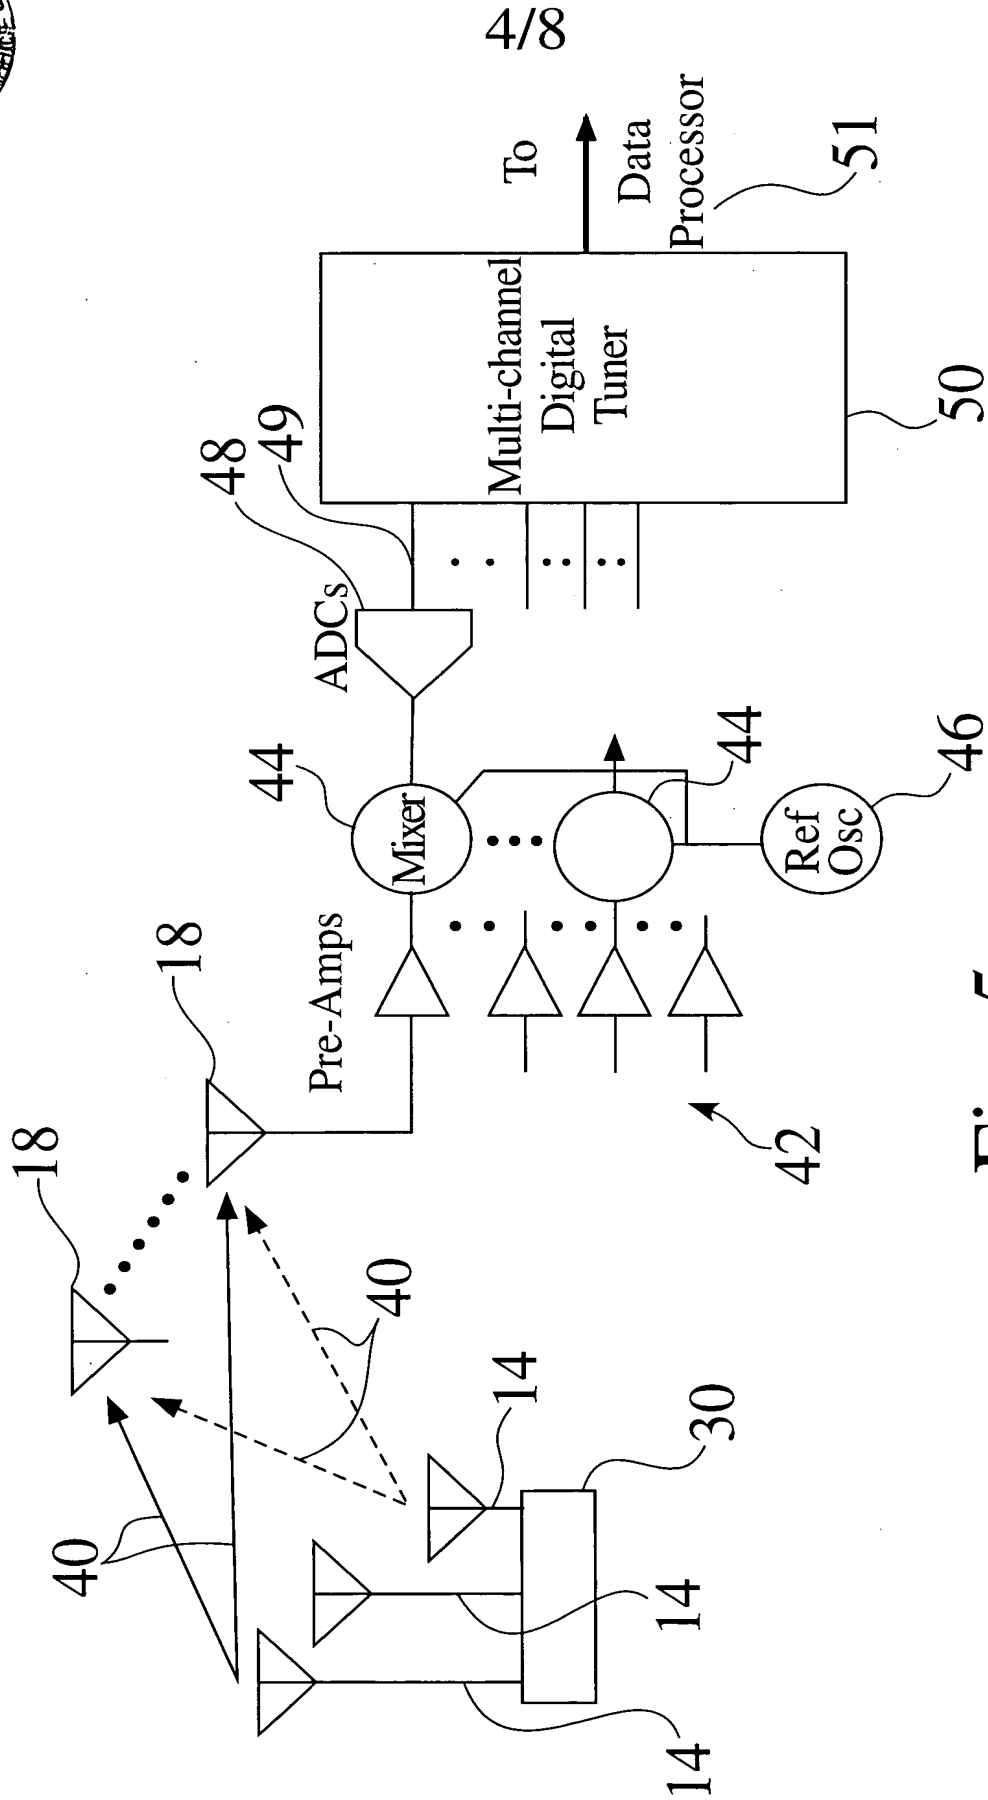 4/8
18
18
40
40
14
14
14
30
Pre-Amps
42
44
Mixer
44
Ref
Osc
46
ADCs
48
49
Multi-channel
Digital
Tuner
50
To
Data
Processor
51